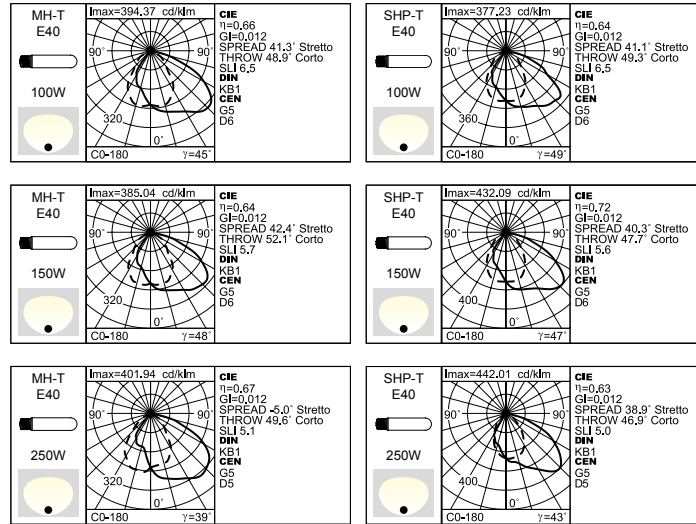 MH-T
E40
100W
Imax=394.37 cd/klm
90° 90°
320
0°
C0-180 γ=45°
CIE
η=0.66
GI=0.012
SPREAD 41.3° Stretto
THROW 48.9° Corto
SLI 6.5
DIN
KB1
CEN
G5
D6
SHP-T
E40
100W
Imax=377.23 cd/klm
90° 90°
360
0°
C0-180 γ=49°
CIE
η=0.64
GI=0.012
SPREAD 41.1° Stretto
THROW 49.3° Corto
SLI 6.5
DIN
KB1
CEN
G5
D6
MH-T
E40
150W
Imax=385.04 cd/klm
90° 90°
320
0°
C0-180 γ=48°
CIE
η=0.64
GI=0.012
SPREAD 42.4° Stretto
THROW 52.1° Corto
SLI 5.7
DIN
KB1
CEN
G5
D6
SHP-T
E40
150W
Imax=432.09 cd/klm
90° 90°
400
0°
C0-180 γ=47°
CIE
η=0.72
GI=0.012
SPREAD 40.3° Stretto
THROW 47.7° Corto
SLI 5.6
DIN
KB1
CEN
G5
D6
MH-T
E40
250W
Imax=401.94 cd/klm
90° 90°
320
0°
C0-180 γ=39°
CIE
η=0.67
GI=0.012
SPREAD -5.0° Stretto
THROW 49.6° Corto
SLI 5.1
DIN
KB1
CEN
G5
D5
SHP-T
E40
250W
Imax=442.01 cd/klm
90° 90°
400
0°
C0-180 γ=43°
CIE
η=0.63
GI=0.012
SPREAD 38.9° Stretto
THROW 46.9° Corto
SLI 5.0
DIN
KB1
CEN
G5
D5